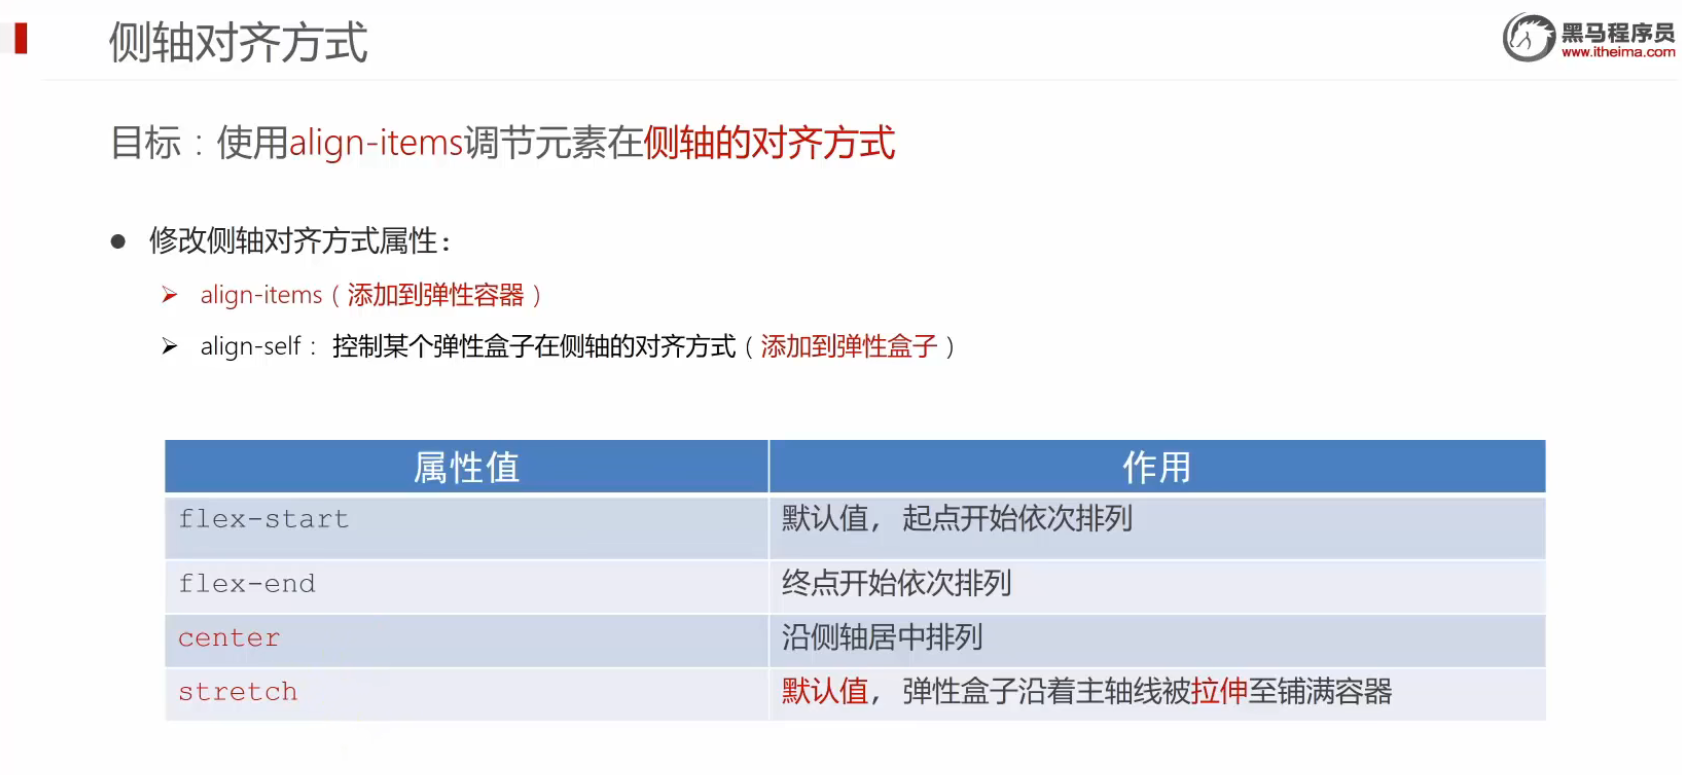 侧轴对齐方式
黑马程序员
www.itheima.com
目标：使用align-items调节元素在侧轴的对齐方式
● 修改侧轴对齐方式属性：
➢ align-items（添加到弹性容器）
➢ align-self： 控制某个弹性盒子在侧轴的对齐方式（添加到弹性盒子）
属性值 作用
flex-start 默认值， 起点开始依次排列
flex-end 终点开始依次排列
center 沿侧轴居中排列
stretch 默认值， 弹性盒子沿着主轴线被拉伸至铺满容器